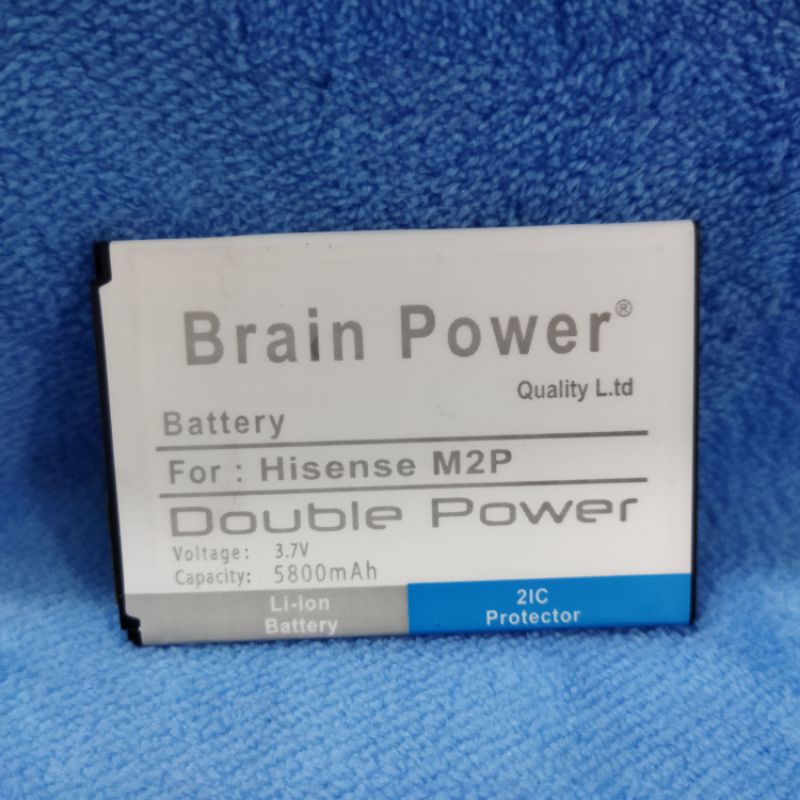 Brain Power®
Quality L.td
Battery
For : Hisense M2P
Double Power
Voltage: 3.7V
Capacity: 5800mAh
Li-ion
Battery
2IC
Protector